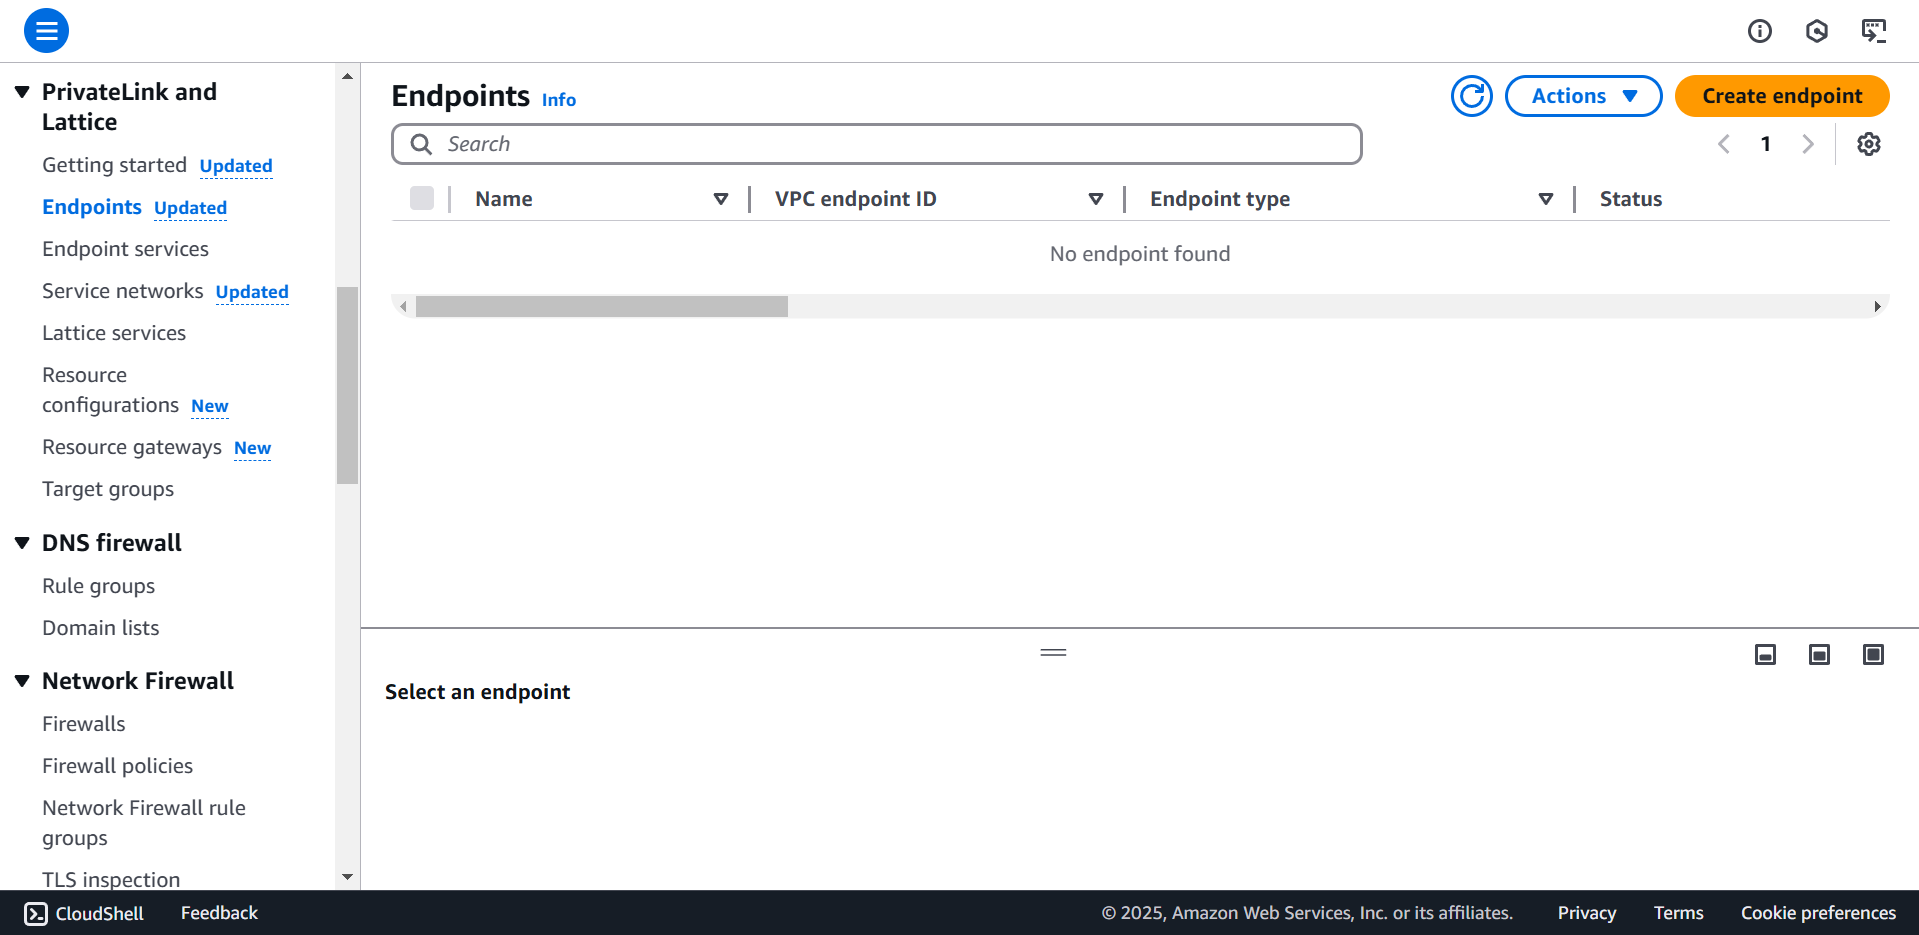 PrivateLink and
Lattice
Getting started Updated
Endpoints Updated
Endpoint services
Service networks Updated
Lattice services
Resource
configurations New
Resource gateways New
Target groups
DNS firewall
Rule groups
Domain lists
Network Firewall
Firewalls
Firewall policies
Network Firewall rule
groups
TLS inspection
Endpoints Info
Actions
Create endpoint
Search
1
Name VPC endpoint ID Endpoint type Status
No endpoint found
Select an endpoint
CloudShell Feedback © 2025, Amazon Web Services, Inc. or its affiliates. Privacy Terms Cookie preferences